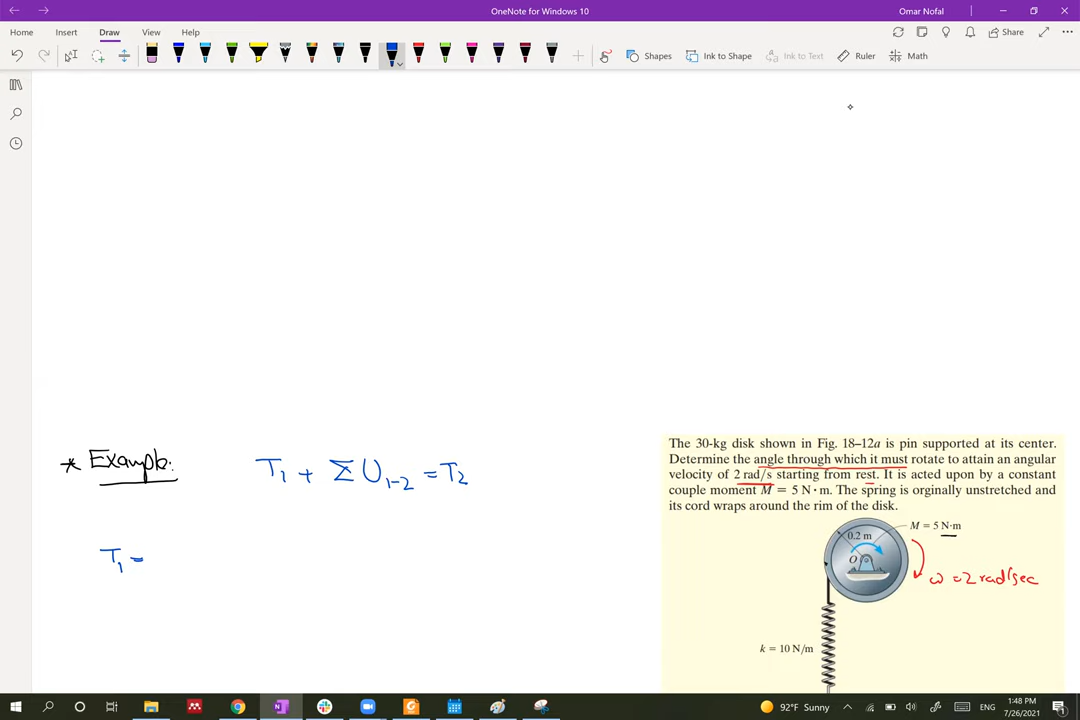 OneNote for Windows 10
Omar Nofal
Home Insert Draw View Help
Share
Shapes Ink to Shape Ink to Text Ruler Math
* Example:
T₁ + ΣU₁₋₂ = T₂
T₁ =
The 30-kg disk shown in Fig. 18–12a is pin supported at its center.
Determine the angle through which it must rotate to attain an angular
velocity of 2 rad/s starting from rest. It is acted upon by a constant
couple moment M = 5 N · m. The spring is orginally unstretched and
its cord wraps around the rim of the disk.
M = 5 N·m
0.2 m
O
ω = 2 rad/sec
k = 10 N/m
92°F Sunny
ENG
1:48 PM
7/26/2021